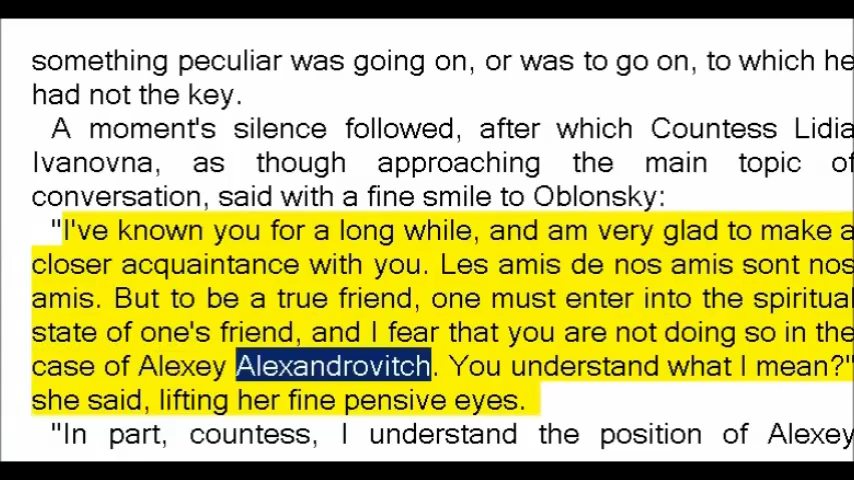 something peculiar was going on, or was to go on, to which he
had not the key.
A moment's silence followed, after which Countess Lidia
Ivanovna, as though approaching the main topic of
conversation, said with a fine smile to Oblonsky:
"I've known you for a long while, and am very glad to make a
closer acquaintance with you. Les amis de nos amis sont nos
amis. But to be a true friend, one must enter into the spiritual
state of one's friend, and I fear that you are not doing so in the
case of Alexey Alexandrovitch. You understand what I mean?"
she said, lifting her fine pensive eyes.
"In part, countess, I understand the position of Alexey